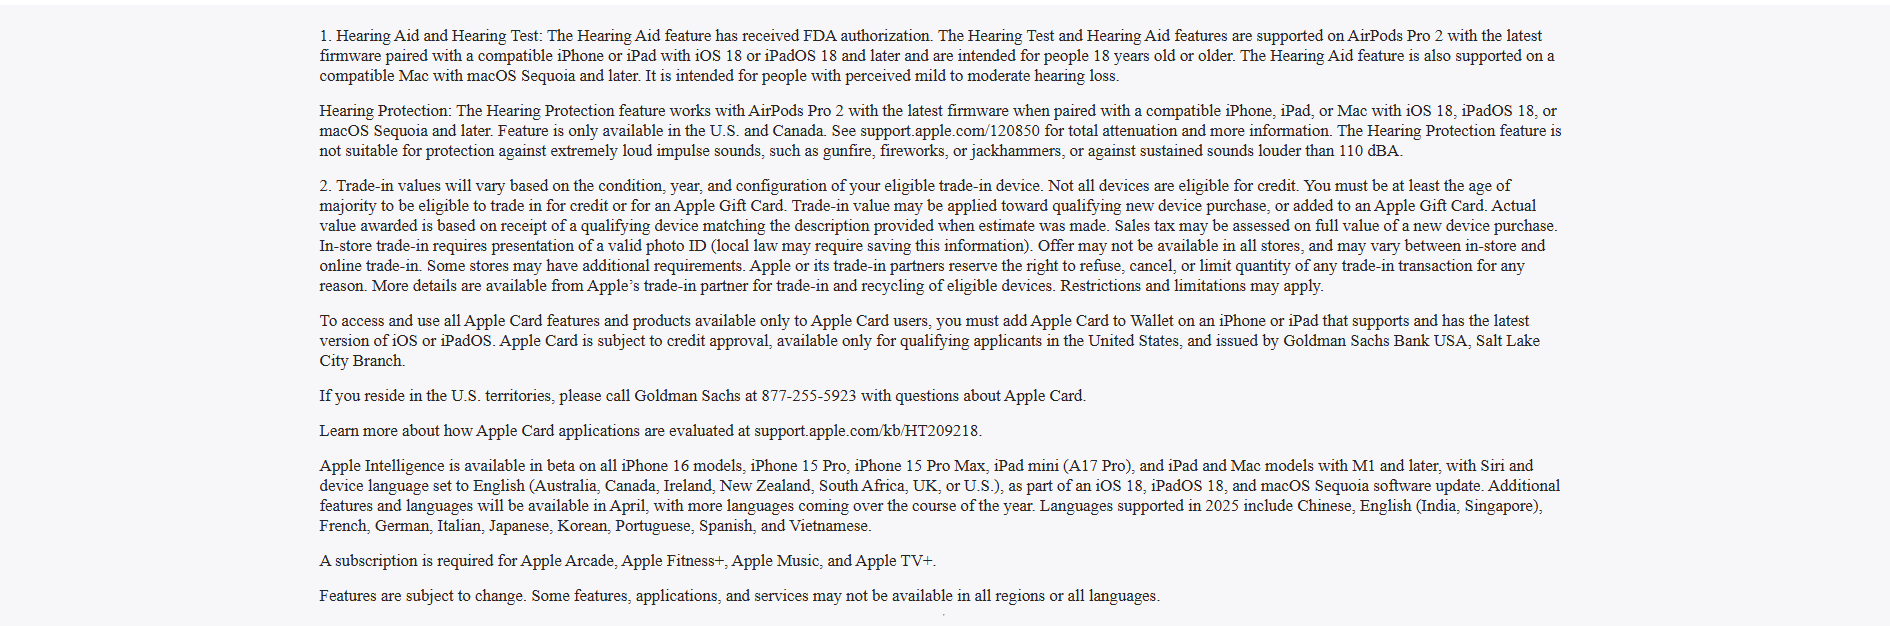 1. Hearing Aid and Hearing Test: The Hearing Aid feature has received FDA authorization. The Hearing Test and Hearing Aid features are supported on AirPods Pro 2 with the latest
firmware paired with a compatible iPhone or iPad with iOS 18 or iPadOS 18 and later and are intended for people 18 years old or older. The Hearing Aid feature is also supported on a
compatible Mac with macOS Sequoia and later. It is intended for people with perceived mild to moderate hearing loss.
Hearing Protection: The Hearing Protection feature works with AirPods Pro 2 with the latest firmware when paired with a compatible iPhone, iPad, or Mac with iOS 18, iPadOS 18, or
macOS Sequoia and later. Feature is only available in the U.S. and Canada. See support.apple.com/120850 for total attenuation and more information. The Hearing Protection feature is
not suitable for protection against extremely loud impulse sounds, such as gunfire, fireworks, or jackhammers, or against sustained sounds louder than 110 dBA.
2. Trade-in values will vary based on the condition, year, and configuration of your eligible trade-in device. Not all devices are eligible for credit. You must be at least the age of
majority to be eligible to trade in for credit or for an Apple Gift Card. Trade-in value may be applied toward qualifying new device purchase, or added to an Apple Gift Card. Actual
value awarded is based on receipt of a qualifying device matching the description provided when estimate was made. Sales tax may be assessed on full value of a new device purchase.
In-store trade-in requires presentation of a valid photo ID (local law may require saving this information). Offer may not be available in all stores, and may vary between in-store and
online trade-in. Some stores may have additional requirements. Apple or its trade-in partners reserve the right to refuse, cancel, or limit quantity of any trade-in transaction for any
reason. More details are available from Apple’s trade-in partner for trade-in and recycling of eligible devices. Restrictions and limitations may apply.
To access and use all Apple Card features and products available only to Apple Card users, you must add Apple Card to Wallet on an iPhone or iPad that supports and has the latest
version of iOS or iPadOS. Apple Card is subject to credit approval, available only for qualifying applicants in the United States, and issued by Goldman Sachs Bank USA, Salt Lake
City Branch.
If you reside in the U.S. territories, please call Goldman Sachs at 877-255-5923 with questions about Apple Card.
Learn more about how Apple Card applications are evaluated at support.apple.com/kb/HT209218.
Apple Intelligence is available in beta on all iPhone 16 models, iPhone 15 Pro, iPhone 15 Pro Max, iPad mini (A17 Pro), and iPad and Mac models with M1 and later, with Siri and
device language set to English (Australia, Canada, Ireland, New Zealand, South Africa, UK, or U.S.), as part of an iOS 18, iPadOS 18, and macOS Sequoia software update. Additional
features and languages will be available in April, with more languages coming over the course of the year. Languages supported in 2025 include Chinese, English (India, Singapore),
French, German, Italian, Japanese, Korean, Portuguese, Spanish, and Vietnamese.
A subscription is required for Apple Arcade, Apple Fitness+, Apple Music, and Apple TV+.
Features are subject to change. Some features, applications, and services may not be available in all regions or all languages.